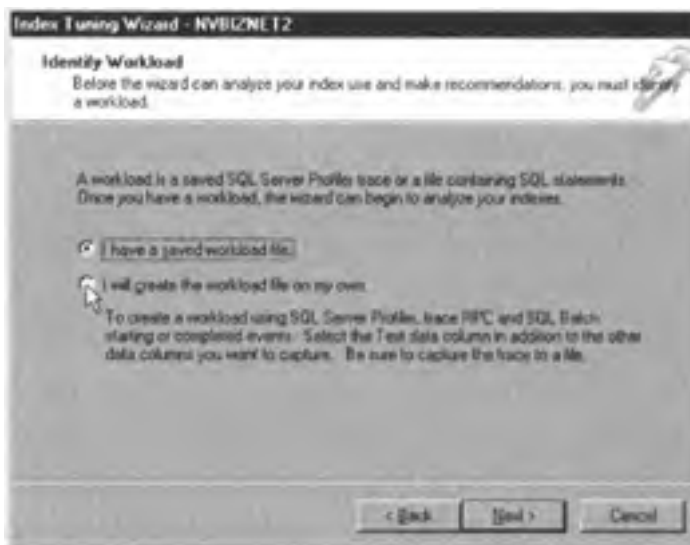 Index Tuning Wizard - NVBIZNET2
Identify Workload
Before the wizard can analyze your index use and make recommendations, you must identify
a workload.
A workload is a saved SQL Server Profiler trace or a file containing SQL statements.
Once you have a workload, the wizard can begin to analyze your indexes.
I have a saved workload file.
I will create the workload file on my own.
To create a workload using SQL Server Profiler, trace RPC and SQL Batch
starting or completed events. Select the Text data column in addition to the other
data columns you want to capture. Be sure to capture the trace to a file.
< Back
Next >
Cancel